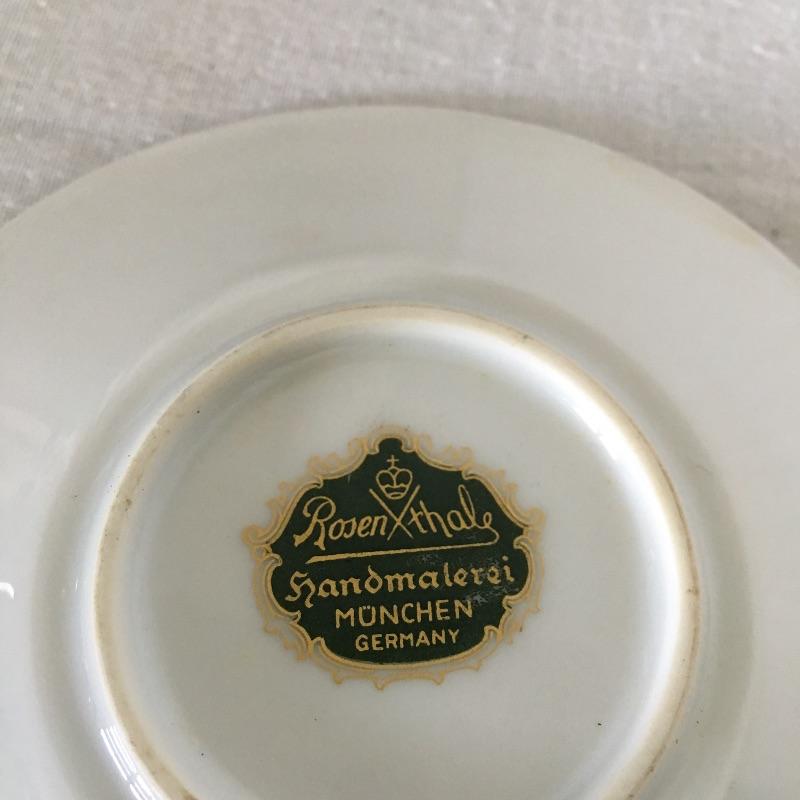 Rosenthal
Handmalerei
MÜNCHEN
GERMANY